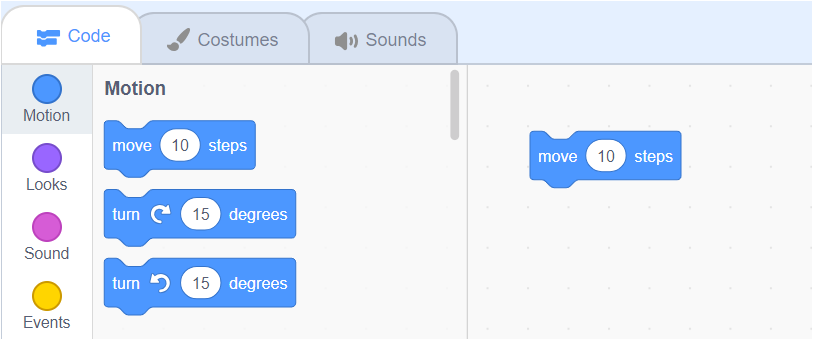 Code Costumes Sounds
Motion
Looks
Sound
Events
Motion
move 10 steps
turn 15 degrees
turn 15 degrees
move 10 steps